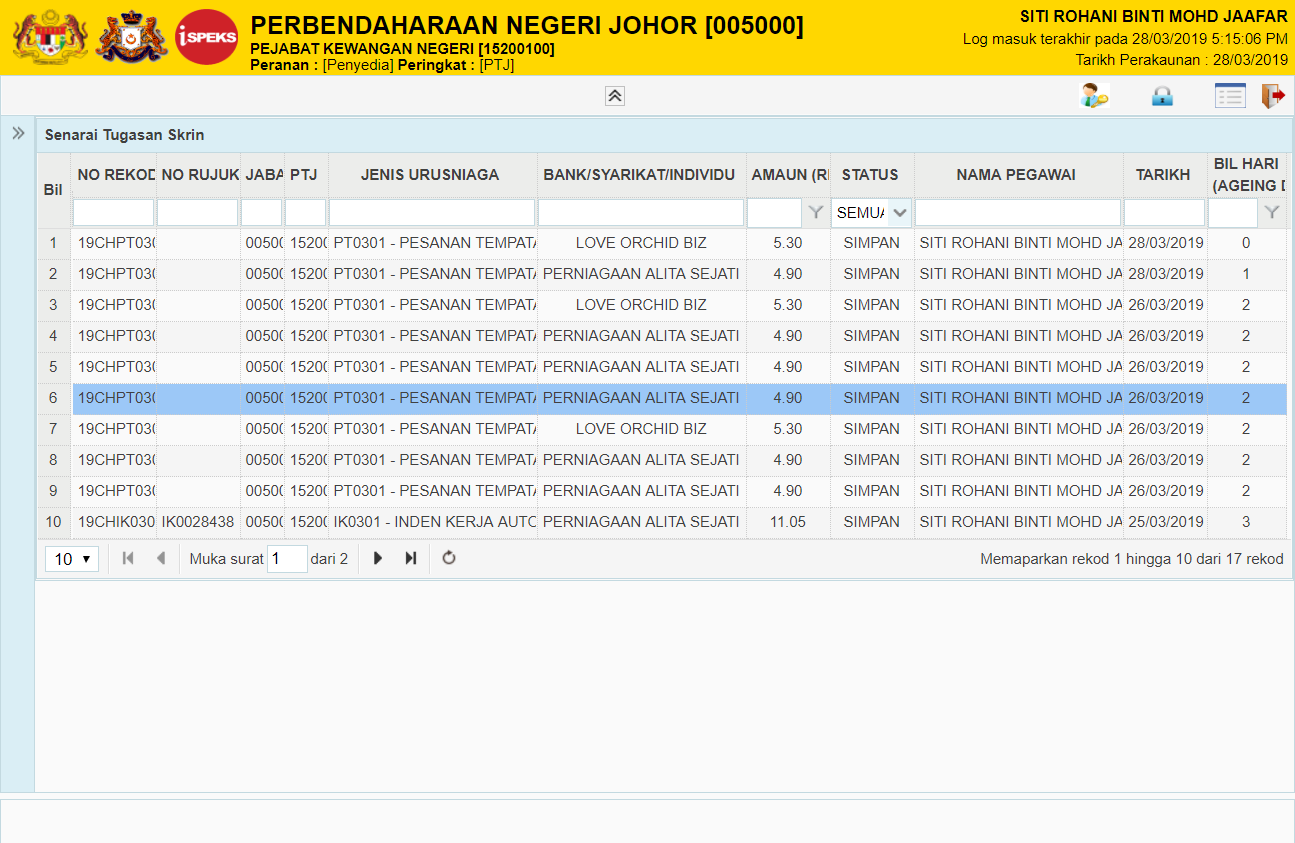 iSPEKS
PERBENDAHARAAN NEGERI JOHOR [005000]
PEJABAT KEWANGAN NEGERI [15200100]
Peranan : [Penyedia] Peringkat : [PTJ]
SITI ROHANI BINTI MOHD JAAFAR
Log masuk terakhir pada 28/03/2019 5:15:06 PM
Tarikh Perakaunan : 28/03/2019
Senarai Tugasan Skrin
Bil NO REKOD NO RUJUK JABA PTJ JENIS URUSNIAGA BANK/SYARIKAT/INDIVIDU AMAUN (R STATUS NAMA PEGAWAI TARIKH BIL HARI (AGEING D
SEMUA
1 19CHPT030 00500 15200 PT0301 - PESANAN TEMPATA LOVE ORCHID BIZ 5.30 SIMPAN SITI ROHANI BINTI MOHD JA 28/03/2019 0
2 19CHPT030 00500 15200 PT0301 - PESANAN TEMPATA PERNIAGAAN ALITA SEJATI 4.90 SIMPAN SITI ROHANI BINTI MOHD JA 28/03/2019 1
3 19CHPT030 00500 15200 PT0301 - PESANAN TEMPATA LOVE ORCHID BIZ 5.30 SIMPAN SITI ROHANI BINTI MOHD JA 26/03/2019 2
4 19CHPT030 00500 15200 PT0301 - PESANAN TEMPATA PERNIAGAAN ALITA SEJATI 4.90 SIMPAN SITI ROHANI BINTI MOHD JA 26/03/2019 2
5 19CHPT030 00500 15200 PT0301 - PESANAN TEMPATA PERNIAGAAN ALITA SEJATI 4.90 SIMPAN SITI ROHANI BINTI MOHD JA 26/03/2019 2
6 19CHPT030 00500 15200 PT0301 - PESANAN TEMPATA PERNIAGAAN ALITA SEJATI 4.90 SIMPAN SITI ROHANI BINTI MOHD JA 26/03/2019 2
7 19CHPT030 00500 15200 PT0301 - PESANAN TEMPATA LOVE ORCHID BIZ 5.30 SIMPAN SITI ROHANI BINTI MOHD JA 26/03/2019 2
8 19CHPT030 00500 15200 PT0301 - PESANAN TEMPATA PERNIAGAAN ALITA SEJATI 4.90 SIMPAN SITI ROHANI BINTI MOHD JA 26/03/2019 2
9 19CHPT030 00500 15200 PT0301 - PESANAN TEMPATA PERNIAGAAN ALITA SEJATI 4.90 SIMPAN SITI ROHANI BINTI MOHD JA 26/03/2019 2
10 19CHIK030 IK0028438 00500 15200 IK0301 - INDEN KERJA AUTO PERNIAGAAN ALITA SEJATI 11.05 SIMPAN SITI ROHANI BINTI MOHD JA 25/03/2019 3
10 Muka surat 1 dari 2 Memaparkan rekod 1 hingga 10 dari 17 rekod